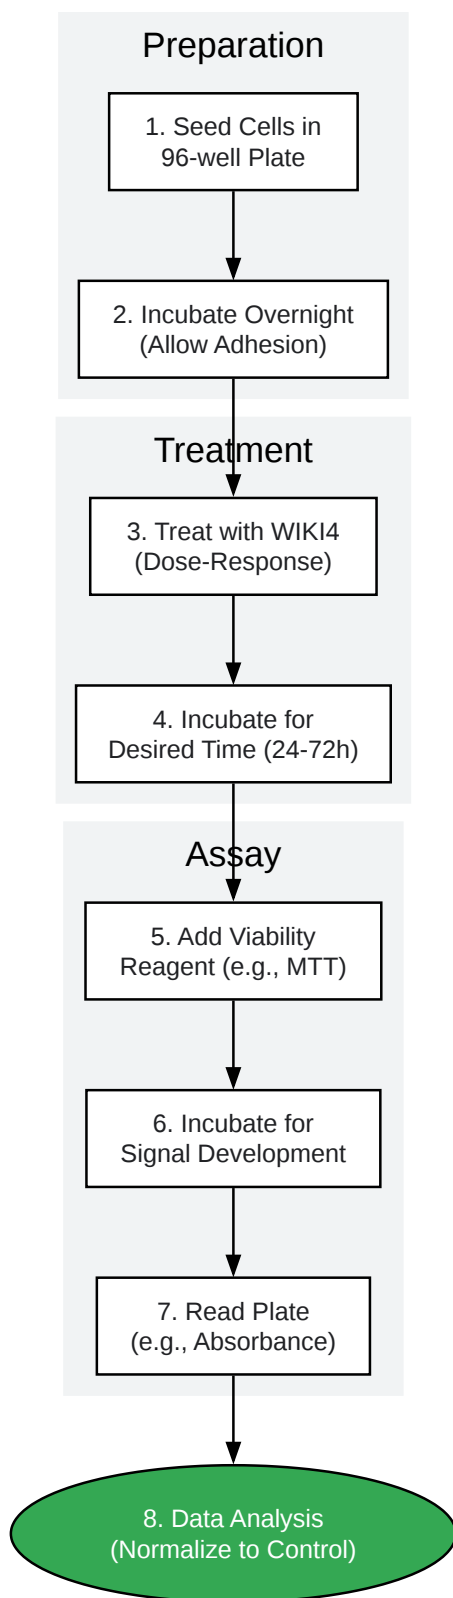 Preparation
1. Seed Cells in
96-well Plate
2. Incubate Overnight
(Allow Adhesion)
Treatment
3. Treat with WIKI4
(Dose-Response)
4. Incubate for
Desired Time (24-72h)
Assay
5. Add Viability
Reagent (e.g., MTT)
6. Incubate for
Signal Development
7. Read Plate
(e.g., Absorbance)
8. Data Analysis
(Normalize to Control)